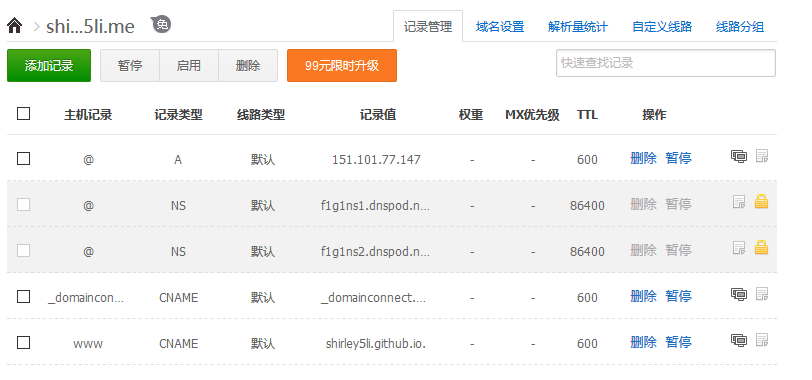 shi...5li.me 免 记录管理 域名设置 解析量统计 自定义线路 线路分组
添加记录 暂停 启用 删除 99元限时升级 快速查找记录
主机记录 记录类型 线路类型 记录值 权重 MX优先级 TTL 操作
@ A 默认 151.101.77.147 - - 600 删除 暂停
@ NS 默认 f1g1ns1.dnspod.n... - - 86400 删除 暂停
@ NS 默认 f1g1ns2.dnspod.n... - - 86400 删除 暂停
_domaincon... CNAME 默认 _domainconnect.... - - 600 删除 暂停
www CNAME 默认 shirley5li.github.io. - - 600 删除 暂停